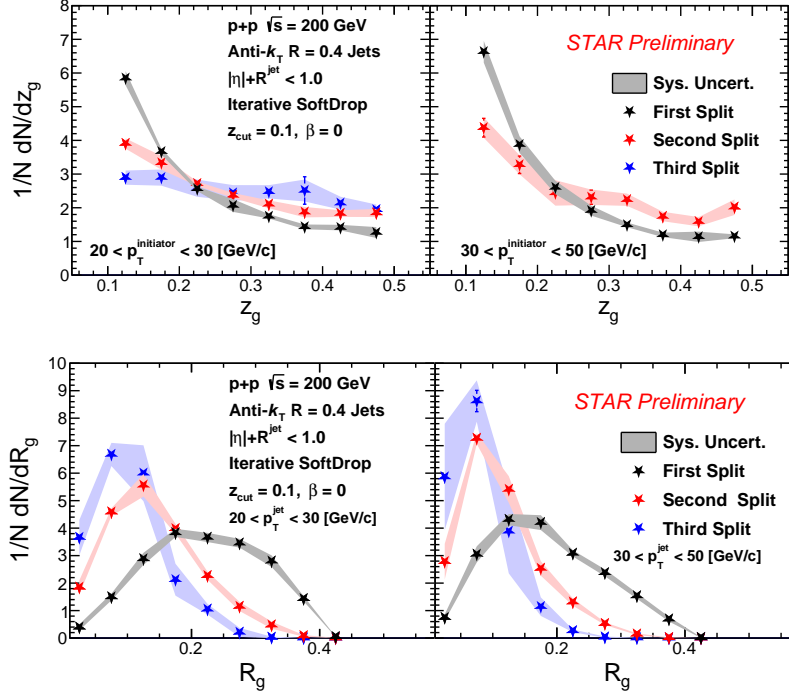 1/N dN/dz_g
8
7
6
5
4
3
2
1
0
p+p √s = 200 GeV
Anti-k_T R = 0.4 Jets
|η|+R^jet < 1.0
Iterative SoftDrop
z_cut = 0.1, β = 0
20 < p_T^initiator < 30 [GeV/c]
0.1 0.2 0.3 0.4 0.5
z_g
STAR Preliminary
Sys. Uncert.
First Split
Second Split
Third Split
30 < p_T^initiator < 50 [GeV/c]
0.1 0.2 0.3 0.4 0.5
z_g
1/N dN/dR_g
10
9
8
7
6
5
4
3
2
1
0
p+p √s = 200 GeV
Anti-k_T R = 0.4 Jets
|η|+R^jet < 1.0
Iterative SoftDrop
z_cut = 0.1, β = 0
20 < p_T^jet < 30 [GeV/c]
0.2 0.4
R_g
STAR Preliminary
Sys. Uncert.
First Split
Second Split
Third Split
30 < p_T^jet < 50 [GeV/c]
0.2 0.4
R_g